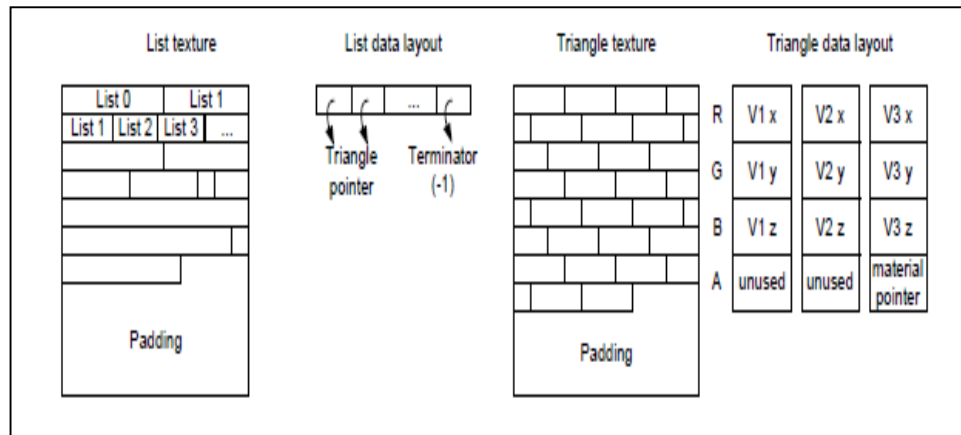 List texture
List data layout
Triangle texture
Triangle data layout
List 0
List 1
List 1
List 2
List 3
...
Padding
...
Triangle
pointer
Terminator
(-1)
Padding
R
V1 x
V2 x
V3 x
G
V1 y
V2 y
V3 y
B
V1 z
V2 z
V3 z
A
unused
unused
material
pointer